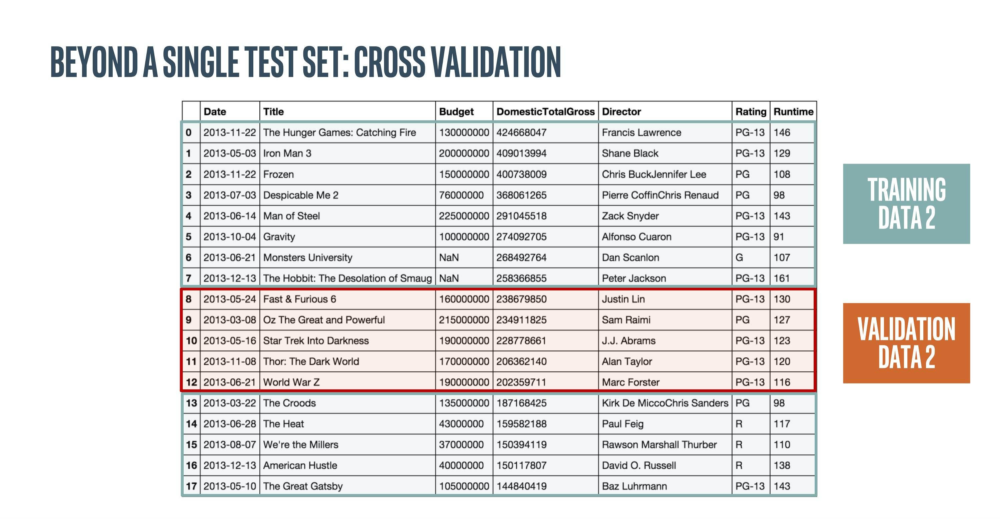 BEYOND A SINGLE TEST SET: CROSS VALIDATION
Date Title Budget DomesticTotalGross Director Rating Runtime
0 2013-11-22 The Hunger Games: Catching Fire 130000000 424668047 Francis Lawrence PG-13 146
1 2013-05-03 Iron Man 3 200000000 409013994 Shane Black PG-13 129
2 2013-11-22 Frozen 150000000 400738009 Chris BuckJennifer Lee PG 108
3 2013-07-03 Despicable Me 2 76000000 368061265 Pierre CoffinChris Renaud PG 98
4 2013-06-14 Man of Steel 225000000 291045518 Zack Snyder PG-13 143
5 2013-10-04 Gravity 100000000 274092705 Alfonso Cuaron PG-13 91
6 2013-06-21 Monsters University NaN 268492764 Dan Scanlon G 107
7 2013-12-13 The Hobbit: The Desolation of Smaug NaN 258366855 Peter Jackson PG-13 161
8 2013-05-24 Fast & Furious 6 160000000 238679850 Justin Lin PG-13 130
9 2013-03-08 Oz The Great and Powerful 215000000 234911825 Sam Raimi PG 127
10 2013-05-16 Star Trek Into Darkness 190000000 228778661 J.J. Abrams PG-13 123
11 2013-11-08 Thor: The Dark World 170000000 206362140 Alan Taylor PG-13 120
12 2013-06-21 World War Z 190000000 202359711 Marc Forster PG-13 116
13 2013-03-22 The Croods 135000000 187168425 Kirk De MiccoChris Sanders PG 98
14 2013-06-28 The Heat 43000000 159582188 Paul Feig R 117
15 2013-08-07 We're the Millers 37000000 150394119 Rawson Marshall Thurber R 110
16 2013-12-13 American Hustle 40000000 150117807 David O. Russell R 138
17 2013-05-10 The Great Gatsby 105000000 144840419 Baz Luhrmann PG-13 143
TRAINING
DATA 2
VALIDATION
DATA 2